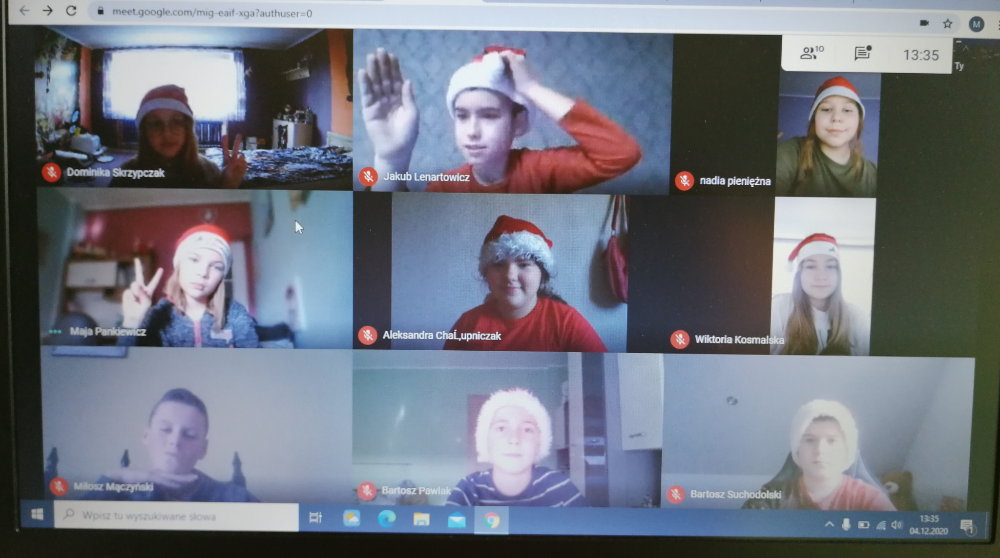 meet.google.com/mig-eaif-xga?authuser=0
M
10
13:35
Ty
Dominika Skrzypczak
Jakub Lenartowicz
nadia pieniężna
Maja Pankiewicz
Aleksandra ChaĹ‚upniczak
Wiktoria Kosmalska
Miłosz Mączyński
Bartosz Pawlak
Bartosz Suchodolski
Wpisz tu wyszukiwane słowa
13:35
04.12.2020
1